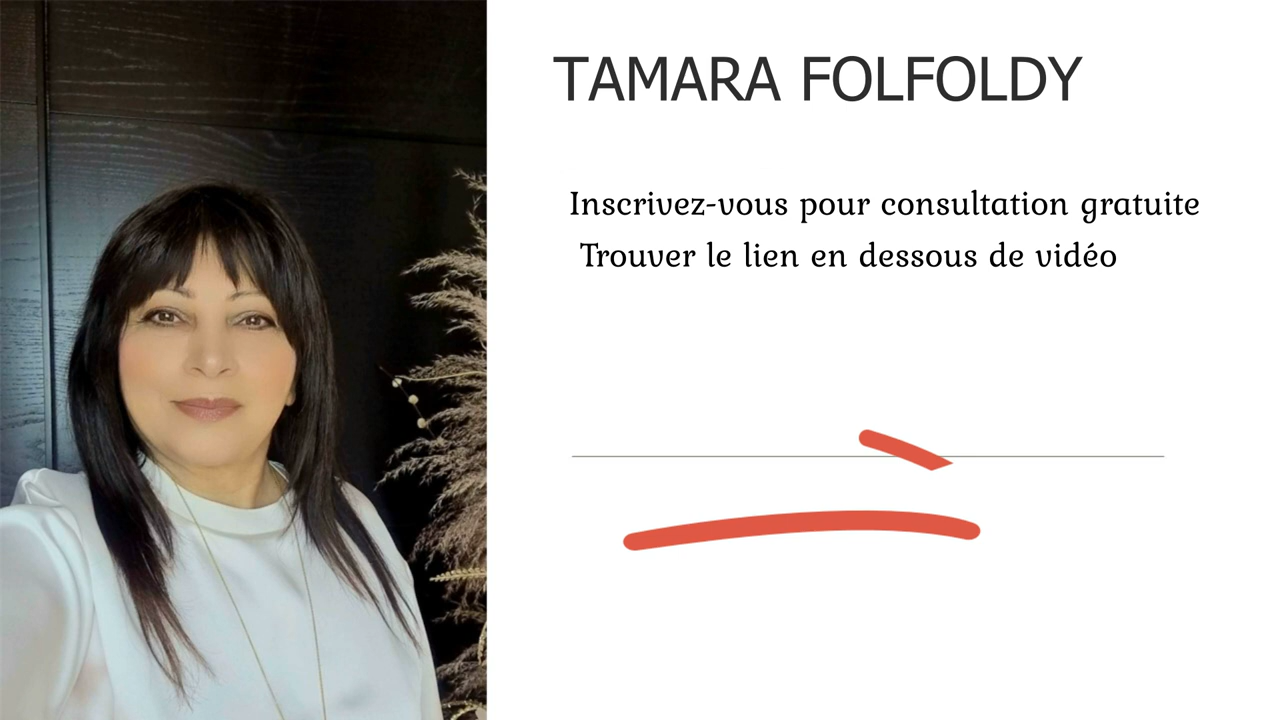 TAMARA FOLFOLDY
Inscrivez-vous pour consultation gratuite
Trouver le lien en dessous de vidéo